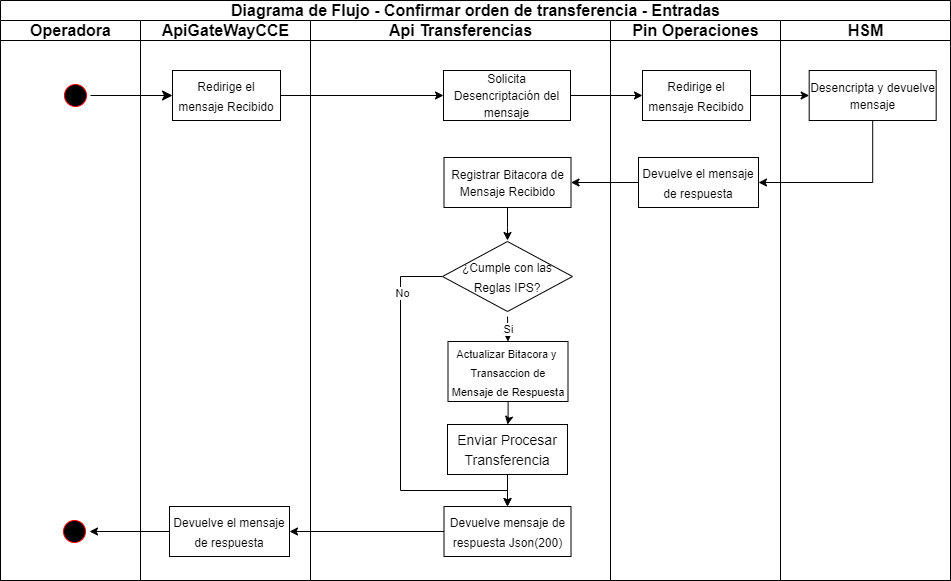 Diagrama de Flujo - Confirmar orden de transferencia - Entradas
Operadora
ApiGateWayCCE
Api Transferencias
Pin Operaciones
HSM
Redirige el
mensaje Recibido
Solicita
Desencriptación del
mensaje
Redirige el
mensaje Recibido
Desencripta y devuelve
mensaje
Registrar Bitacora de
Mensaje Recibido
Devuelve el mensaje
de respuesta
¿Cumple con las
Reglas IPS?
No
Si
Actualizar Bitacora y
Transaccion de
Mensaje de Respuesta
Enviar Procesar
Transferencia
Devuelve el mensaje
de respuesta
Devuelve mensaje de
respuesta Json(200)